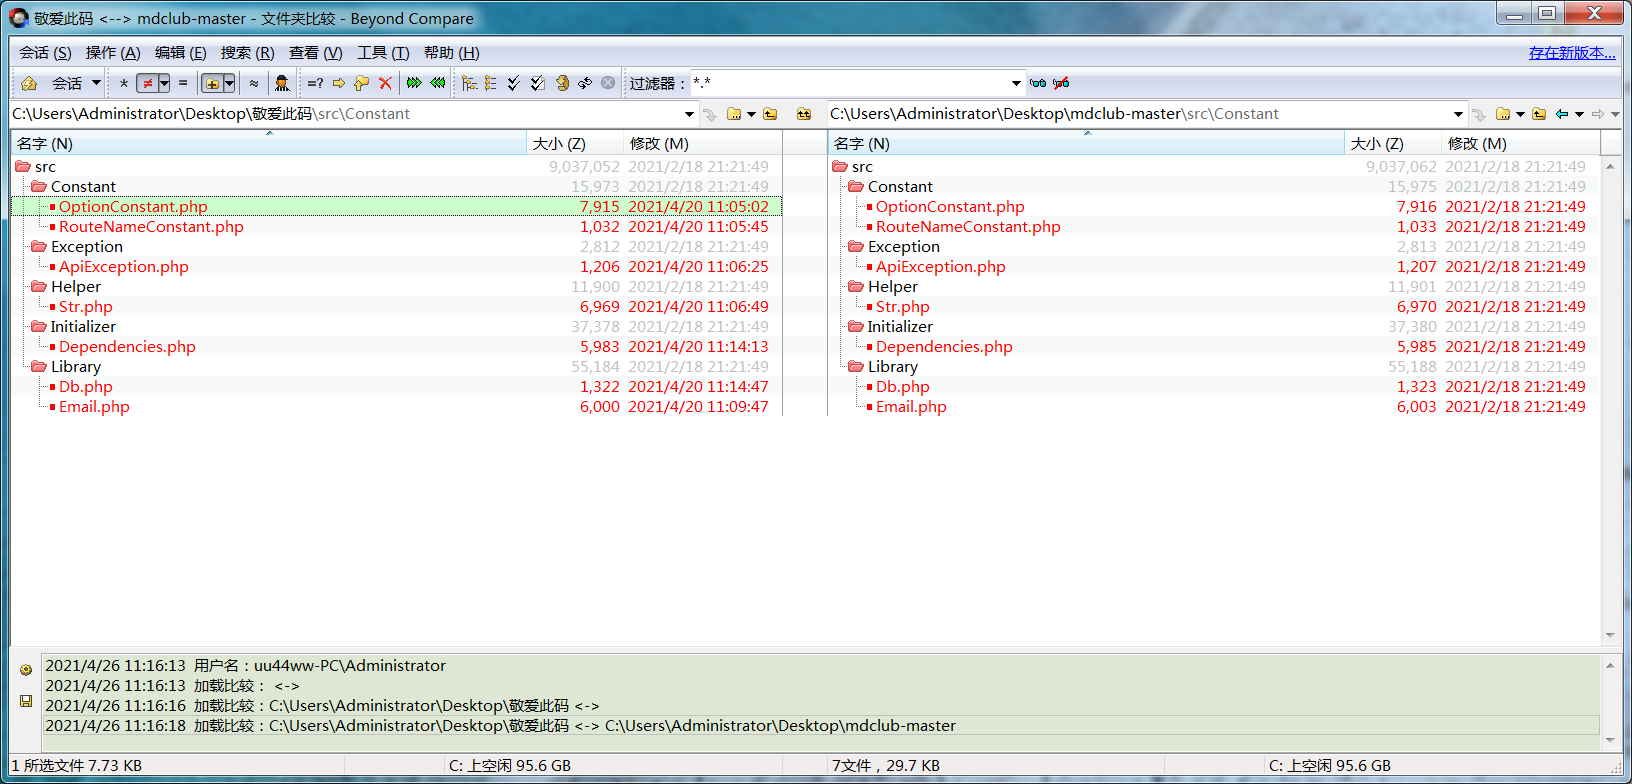 敬爱此码 <--> mdclub-master - 文件夹比较 - Beyond Compare
会话 (S) 操作 (A) 编辑 (E) 搜索 (R) 查看 (V) 工具 (T) 帮助 (H) 存在新版本...
会话 * ≠ = ≈ =? 过滤器： *.*
C:\Users\Administrator\Desktop\敬爱此码\src\Constant C:\Users\Administrator\Desktop\mdclub-master\src\Constant
名字 (N) 大小 (Z) 修改 (M) 名字 (N) 大小 (Z) 修改 (M)
src 9,037,052 2021/2/18 21:21:49 src 9,037,062 2021/2/18 21:21:49
Constant 15,973 2021/2/18 21:21:49 Constant 15,975 2021/2/18 21:21:49
OptionConstant.php 7,915 2021/4/20 11:05:02 OptionConstant.php 7,916 2021/2/18 21:21:49
RouteNameConstant.php 1,032 2021/4/20 11:05:45 RouteNameConstant.php 1,033 2021/2/18 21:21:49
Exception 2,812 2021/2/18 21:21:49 Exception 2,813 2021/2/18 21:21:49
ApiException.php 1,206 2021/4/20 11:06:25 ApiException.php 1,207 2021/2/18 21:21:49
Helper 11,900 2021/2/18 21:21:49 Helper 11,901 2021/2/18 21:21:49
Str.php 6,969 2021/4/20 11:06:49 Str.php 6,970 2021/2/18 21:21:49
Initializer 37,378 2021/2/18 21:21:49 Initializer 37,380 2021/2/18 21:21:49
Dependencies.php 5,983 2021/4/20 11:14:13 Dependencies.php 5,985 2021/2/18 21:21:49
Library 55,184 2021/2/18 21:21:49 Library 55,188 2021/2/18 21:21:49
Db.php 1,322 2021/4/20 11:14:47 Db.php 1,323 2021/2/18 21:21:49
Email.php 6,000 2021/4/20 11:09:47 Email.php 6,003 2021/2/18 21:21:49
2021/4/26 11:16:13 用户名：uu44ww-PC\Administrator
2021/4/26 11:16:13 加载比较： <->
2021/4/26 11:16:16 加载比较：C:\Users\Administrator\Desktop\敬爱此码 <->
2021/4/26 11:16:18 加载比较：C:\Users\Administrator\Desktop\敬爱此码 <-> C:\Users\Administrator\Desktop\mdclub-master
1 所选文件 7.73 KB C: 上空闲 95.6 GB 7文件，29.7 KB C: 上空闲 95.6 GB